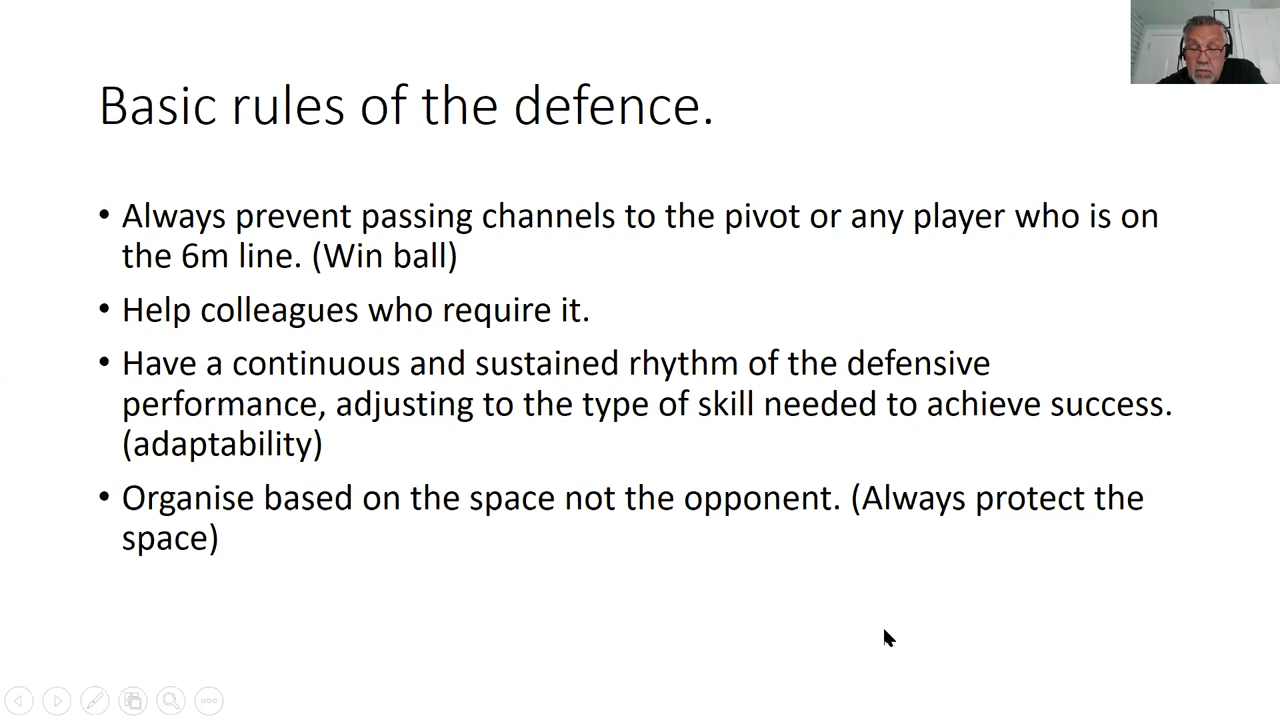 Basic rules of the defence.
• Always prevent passing channels to the pivot or any player who is on
the 6m line. (Win ball)
• Help colleagues who require it.
• Have a continuous and sustained rhythm of the defensive
performance, adjusting to the type of skill needed to achieve success.
(adaptability)
• Organise based on the space not the opponent. (Always protect the
space)